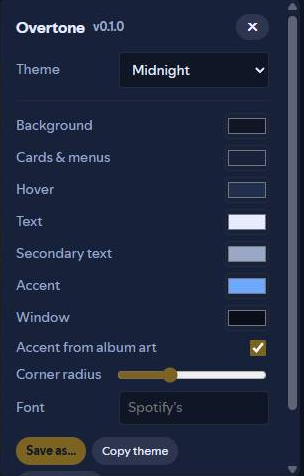 Overtone v0.1.0 ×
Theme Midnight
Background
Cards & menus
Hover
Text
Secondary text
Accent
Window
Accent from album art
Corner radius
Font Spotify's
Save as... Copy theme